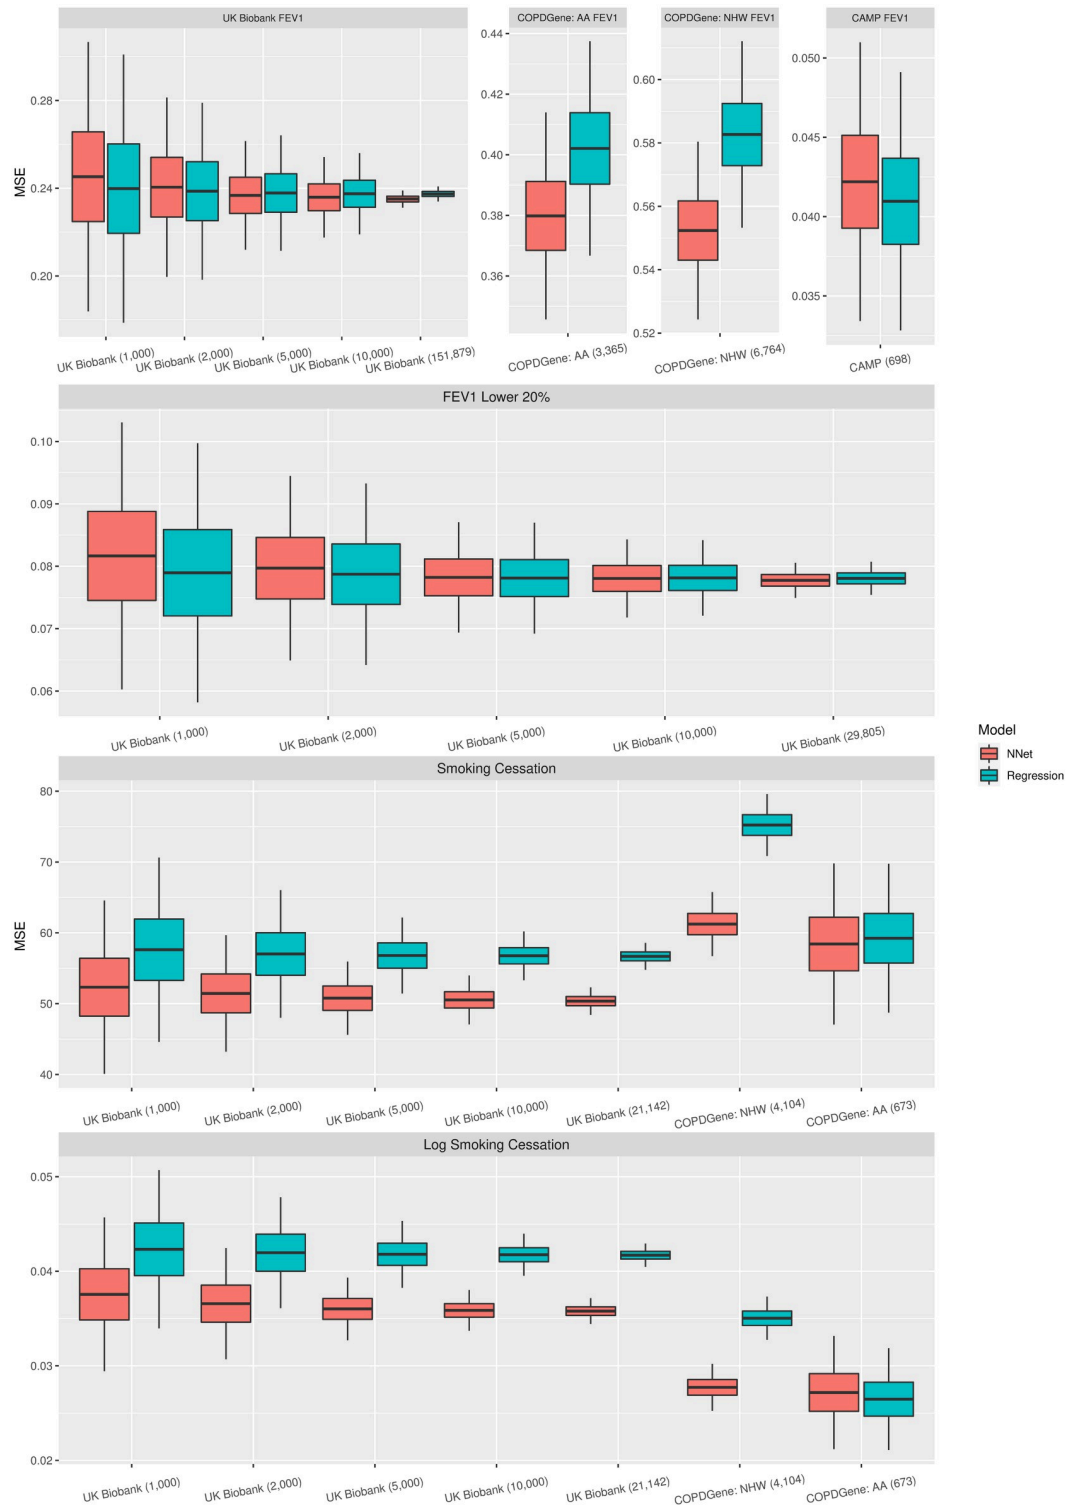 UK Biobank FEV1
COPDGene: AA FEV1
COPDGene: NHW FEV1
CAMP FEV1
MSE
0.28
0.24
0.20
0.44
0.42
0.40
0.38
0.36
0.60
0.58
0.56
0.54
0.52
0.050
0.045
0.040
0.035
UK Biobank (1,000)
UK Biobank (2,000)
UK Biobank (5,000)
UK Biobank (10,000)
UK Biobank (151,879)
COPDGene: AA (3,365)
COPDGene: NHW (6,764)
CAMP (698)
FEV1 Lower 20%
0.10
0.09
0.08
0.07
0.06
UK Biobank (1,000)
UK Biobank (2,000)
UK Biobank (5,000)
UK Biobank (10,000)
UK Biobank (29,805)
Model
NNet
Regression
Smoking Cessation
MSE
80
70
60
50
40
UK Biobank (1,000)
UK Biobank (2,000)
UK Biobank (5,000)
UK Biobank (10,000)
UK Biobank (21,142)
COPDGene: NHW (4,104)
COPDGene: AA (673)
Log Smoking Cessation
0.05
0.04
0.03
0.02
UK Biobank (1,000)
UK Biobank (2,000)
UK Biobank (5,000)
UK Biobank (10,000)
UK Biobank (21,142)
COPDGene: NHW (4,104)
COPDGene: AA (673)